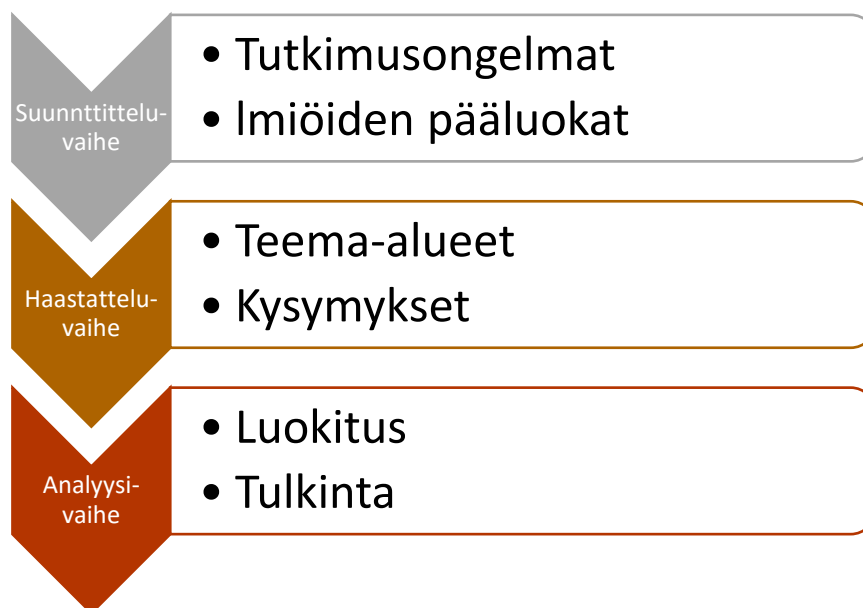 Suunnttittelu-
vaihe
• Tutkimusongelmat
• Ilmiöiden pääluokat
Haastattelu-
vaihe
• Teema-alueet
• Kysymykset
Analyysi-
vaihe
• Luokitus
• Tulkinta